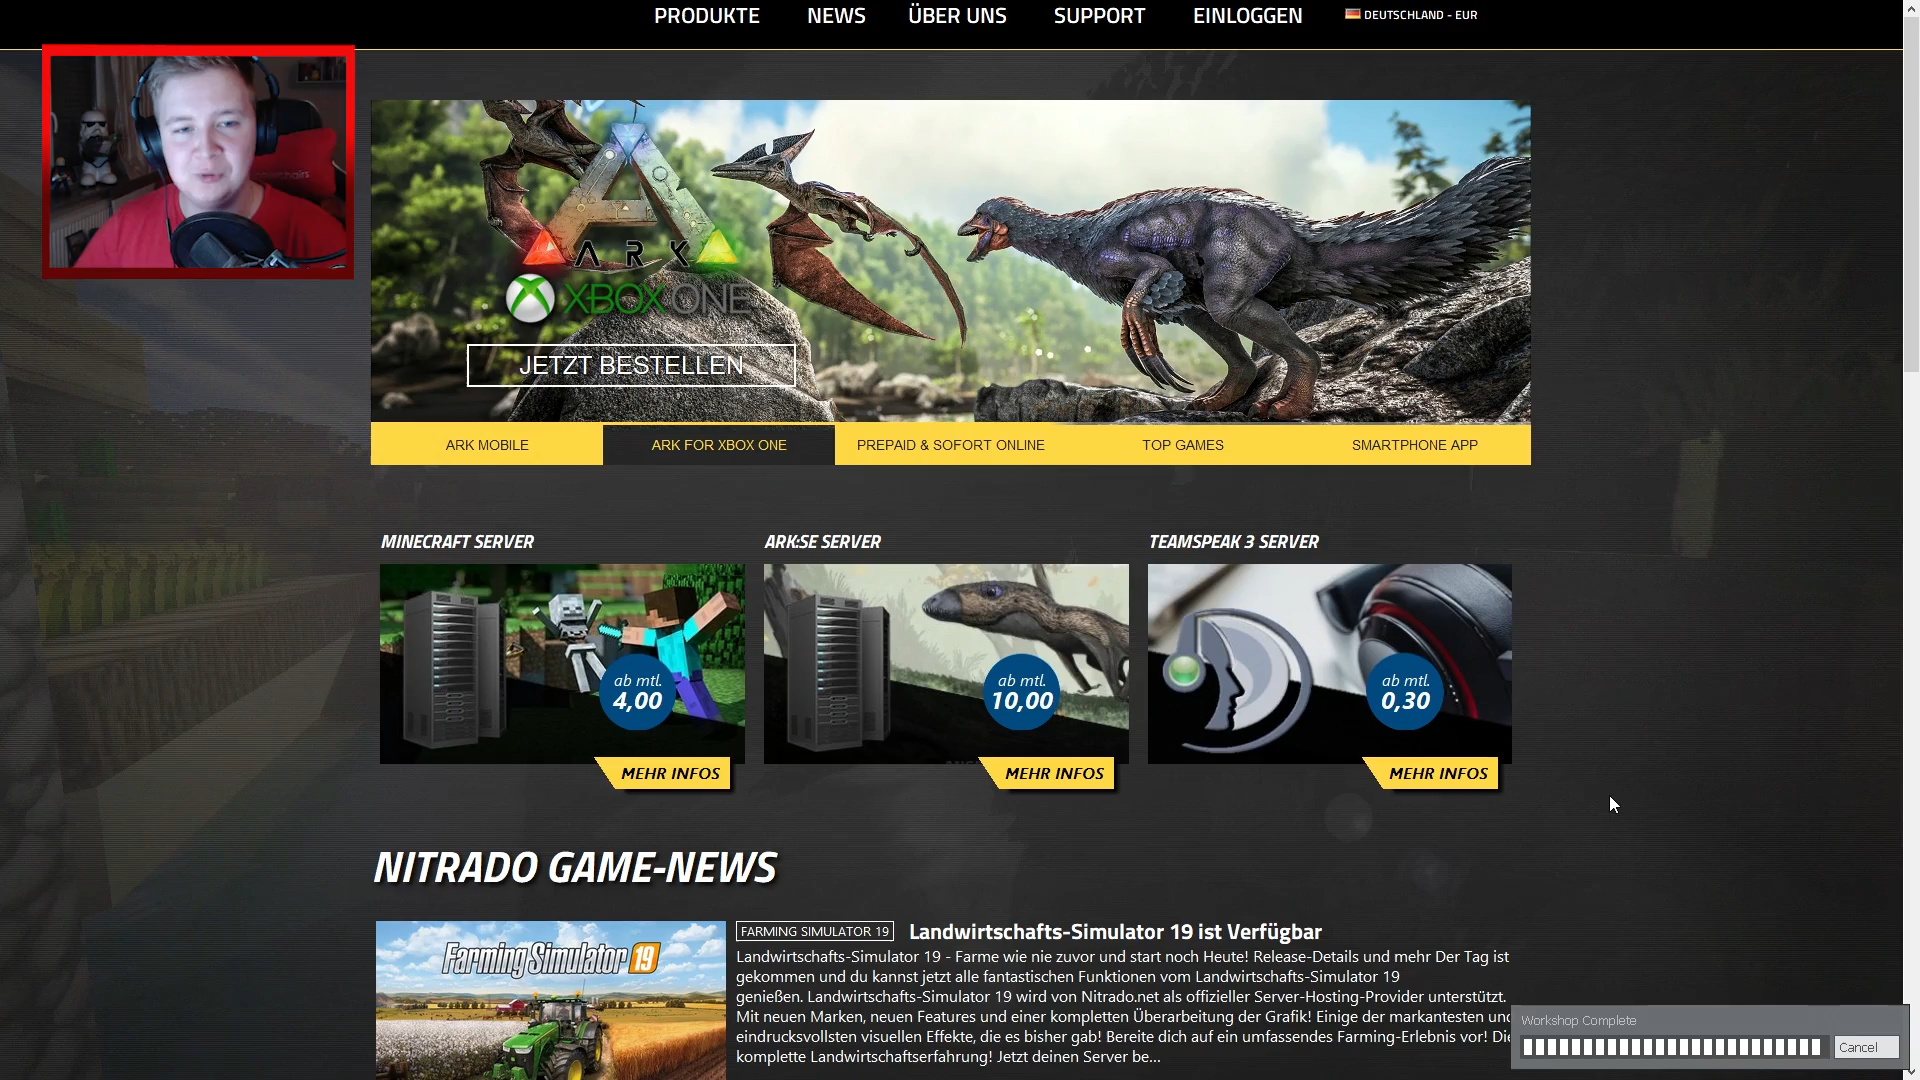 PRODUKTE NEWS ÜBER UNS SUPPORT EINLOGGEN DEUTSCHLAND - EUR
ARK
XBOX ONE
JETZT BESTELLEN
ARK MOBILE ARK FOR XBOX ONE PREPAID & SOFORT ONLINE TOP GAMES SMARTPHONE APP
MINECRAFT SERVER ARK:SE SERVER TEAMSPEAK 3 SERVER
ab mtl. ab mtl. ab mtl.
4,00 10,00 0,30
MEHR INFOS MEHR INFOS MEHR INFOS
NITRADO GAME-NEWS
Farming Simulator 19
FARMING SIMULATOR 19 Landwirtschafts-Simulator 19 ist Verfügbar
Landwirtschafts-Simulator 19 - Farme wie nie zuvor und start noch Heute! Release-Details und mehr Der Tag ist
gekommen und du kannst jetzt alle fantastischen Funktionen vom Landwirtschafts-Simulator 19
genießen. Landwirtschafts-Simulator 19 wird von Nitrado.net als offizieller Server-Hosting-Provider unterstützt.
Mit neuen Marken, neuen Features und einer kompletten Überarbeitung der Grafik! Einige der markantesten und
eindrucksvollsten visuellen Effekte, die es bisher gab! Bereite dich auf ein umfassendes Farming-Erlebnis vor! Die
komplette Landwirtschaftserfahrung! Jetzt deinen Server be...
Workshop Complete
Cancel